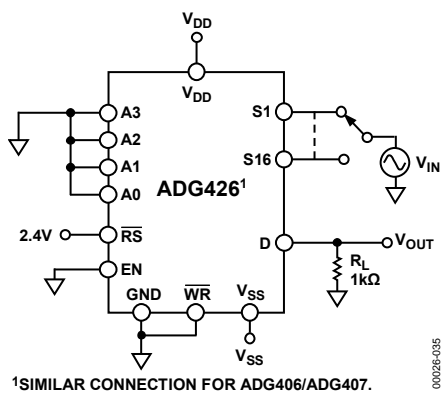 VDD
VDD
A3
A2
A1
A0
ADG426¹
S1
S16
VIN
2.4V
RS
D
VOUT
EN
RL
1kΩ
GND
WR
VSS
VSS
¹SIMILAR CONNECTION FOR ADG406/ADG407.
00026-035